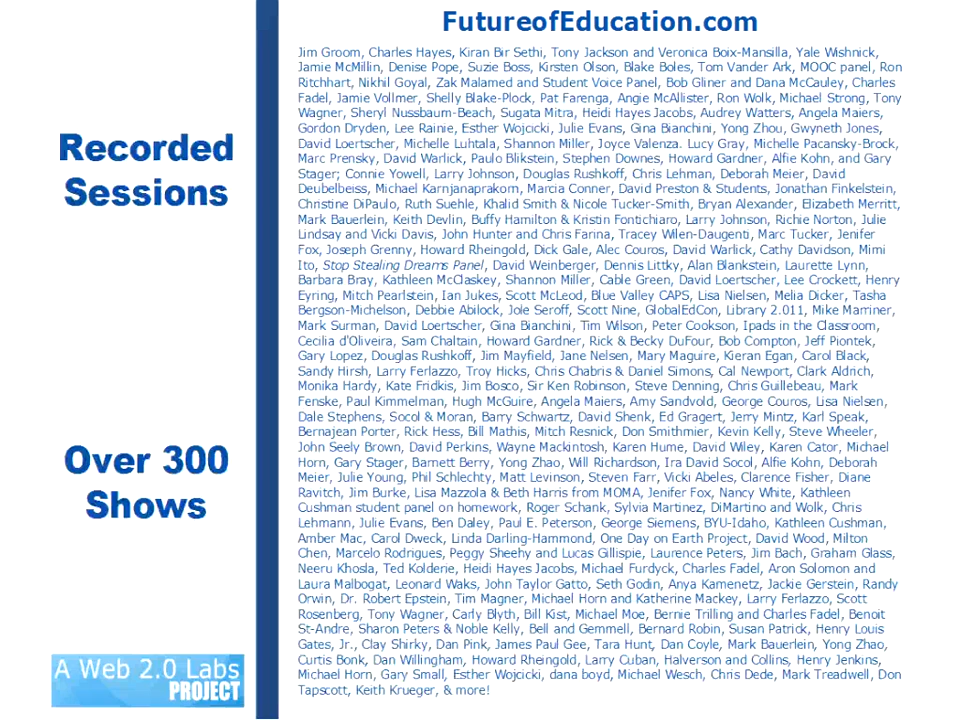 FutureofEducation.com
Recorded
Sessions
Over 300
Shows
A Web 2.0 Labs
PROJECT
Jim Groom, Charles Hayes, Kiran Bir Sethi, Tony Jackson and Veronica Boix-Mansilla, Yale Wishnick,
Jamie McMillin, Denise Pope, Suzie Boss, Kirsten Olson, Blake Boles, Tom Vander Ark, MOOC panel, Ron
Ritchhart, Nikhil Goyal, Zak Malamed and Student Voice Panel, Bob Gliner and Dana McCauley, Charles
Fadel, Jamie Vollmer, Shelly Blake-Plock, Pat Farenga, Angie McAllister, Ron Wolk, Michael Strong, Tony
Wagner, Sheryl Nussbaum-Beach, Sugata Mitra, Heidi Hayes Jacobs, Audrey Watters, Angela Maiers,
Gordon Dryden, Lee Rainie, Esther Wojcicki, Julie Evans, Gina Bianchini, Yong Zhou, Gwyneth Jones,
David Loertscher, Michelle Luhtala, Shannon Miller, Joyce Valenza. Lucy Gray, Michelle Pacansky-Brock,
Marc Prensky, David Warlick, Paulo Blikstein, Stephen Downes, Howard Gardner, Alfie Kohn, and Gary
Stager; Connie Yowell, Larry Johnson, Douglas Rushkoff, Chris Lehman, Deborah Meier, David
Deubelbeiss, Michael Karnjanaprakorn, Marcia Conner, David Preston & Students, Jonathan Finkelstein,
Christine DiPaulo, Ruth Suehle, Khalid Smith & Nicole Tucker-Smith, Bryan Alexander, Elizabeth Merritt,
Mark Bauerlein, Keith Devlin, Buffy Hamilton & Kristin Fontichiaro, Larry Johnson, Richie Norton, Julie
Lindsay and Vicki Davis, John Hunter and Chris Farina, Tracey Wilen-Daugenti, Marc Tucker, Jenifer
Fox, Joseph Grenny, Howard Rheingold, Dick Gale, Alec Couros, David Warlick, Cathy Davidson, Mimi
Ito, Stop Stealing Dreams Panel, David Weinberger, Dennis Littky, Alan Blankstein, Laurette Lynn,
Barbara Bray, Kathleen McClaskey, Shannon Miller, Cable Green, David Loertscher, Lee Crockett, Henry
Eyring, Mitch Pearlstein, Ian Jukes, Scott McLeod, Blue Valley CAPS, Lisa Nielsen, Melia Dicker, Tasha
Bergson-Michelson, Debbie Abilock, Jole Seroff, Scott Nine, GlobalEdCon, Library 2.011, Mike Marriner,
Mark Surman, David Loertscher, Gina Bianchini, Tim Wilson, Peter Cookson, Ipads in the Classroom,
Cecilia d'Oliveira, Sam Chaltain, Howard Gardner, Rick & Becky DuFour, Bob Compton, Jeff Piontek,
Gary Lopez, Douglas Rushkoff, Jim Mayfield, Jane Nelsen, Mary Maguire, Kieran Egan, Carol Black,
Sandy Hirsh, Larry Ferlazzo, Troy Hicks, Chris Chabris & Daniel Simons, Cal Newport, Clark Aldrich,
Monika Hardy, Kate Fridkis, Jim Bosco, Sir Ken Robinson, Steve Denning, Chris Guillebeau, Mark
Fenske, Paul Kimmelman, Hugh McGuire, Angela Maiers, Amy Sandvold, George Couros, Lisa Nielsen,
Dale Stephens, Socol & Moran, Barry Schwartz, David Shenk, Ed Gragert, Jerry Mintz, Karl Speak,
Bernajean Porter, Rick Hess, Bill Mathis, Mitch Resnick, Don Smithmier, Kevin Kelly, Steve Wheeler,
John Seely Brown, David Perkins, Wayne Mackintosh, Karen Hume, David Wiley, Karen Cator, Michael
Horn, Gary Stager, Barnett Berry, Yong Zhao, Will Richardson, Ira David Socol, Alfie Kohn, Deborah
Meier, Julie Young, Phil Schlechty, Matt Levinson, Steven Farr, Vicki Abeles, Clarence Fisher, Diane
Ravitch, Jim Burke, Lisa Mazzola & Beth Harris from MOMA, Jenifer Fox, Nancy White, Kathleen
Cushman student panel on homework, Roger Schank, Sylvia Martinez, DiMartino and Wolk, Chris
Lehmann, Julie Evans, Ben Daley, Paul E. Peterson, George Siemens, BYU-Idaho, Kathleen Cushman,
Amber Mac, Carol Dweck, Linda Darling-Hammond, One Day on Earth Project, David Wood, Milton
Chen, Marcelo Rodrigues, Peggy Sheehy and Lucas Gillispie, Laurence Peters, Jim Bach, Graham Glass,
Neeru Khosla, Ted Kolderie, Heidi Hayes Jacobs, Michael Furdyck, Charles Fadel, Aron Solomon and
Laura Malbogat, Leonard Waks, John Taylor Gatto, Seth Godin, Anya Kamenetz, Jackie Gerstein, Randy
Orwin, Dr. Robert Epstein, Tim Magner, Michael Horn and Katherine Mackey, Larry Ferlazzo, Scott
Rosenberg, Tony Wagner, Carly Blyth, Bill Kist, Michael Moe, Bernie Trilling and Charles Fadel, Benoit
St-Andre, Sharon Peters & Noble Kelly, Bell and Gemmell, Bernard Robin, Susan Patrick, Henry Louis
Gates, Jr., Clay Shirky, Dan Pink, James Paul Gee, Tara Hunt, Dan Coyle, Mark Bauerlein, Yong Zhao,
Curtis Bonk, Dan Willingham, Howard Rheingold, Larry Cuban, Halverson and Collins, Henry Jenkins,
Michael Horn, Gary Small, Esther Wojcicki, dana boyd, Michael Wesch, Chris Dede, Mark Treadwell, Don
Tapscott, Keith Krueger, & more!